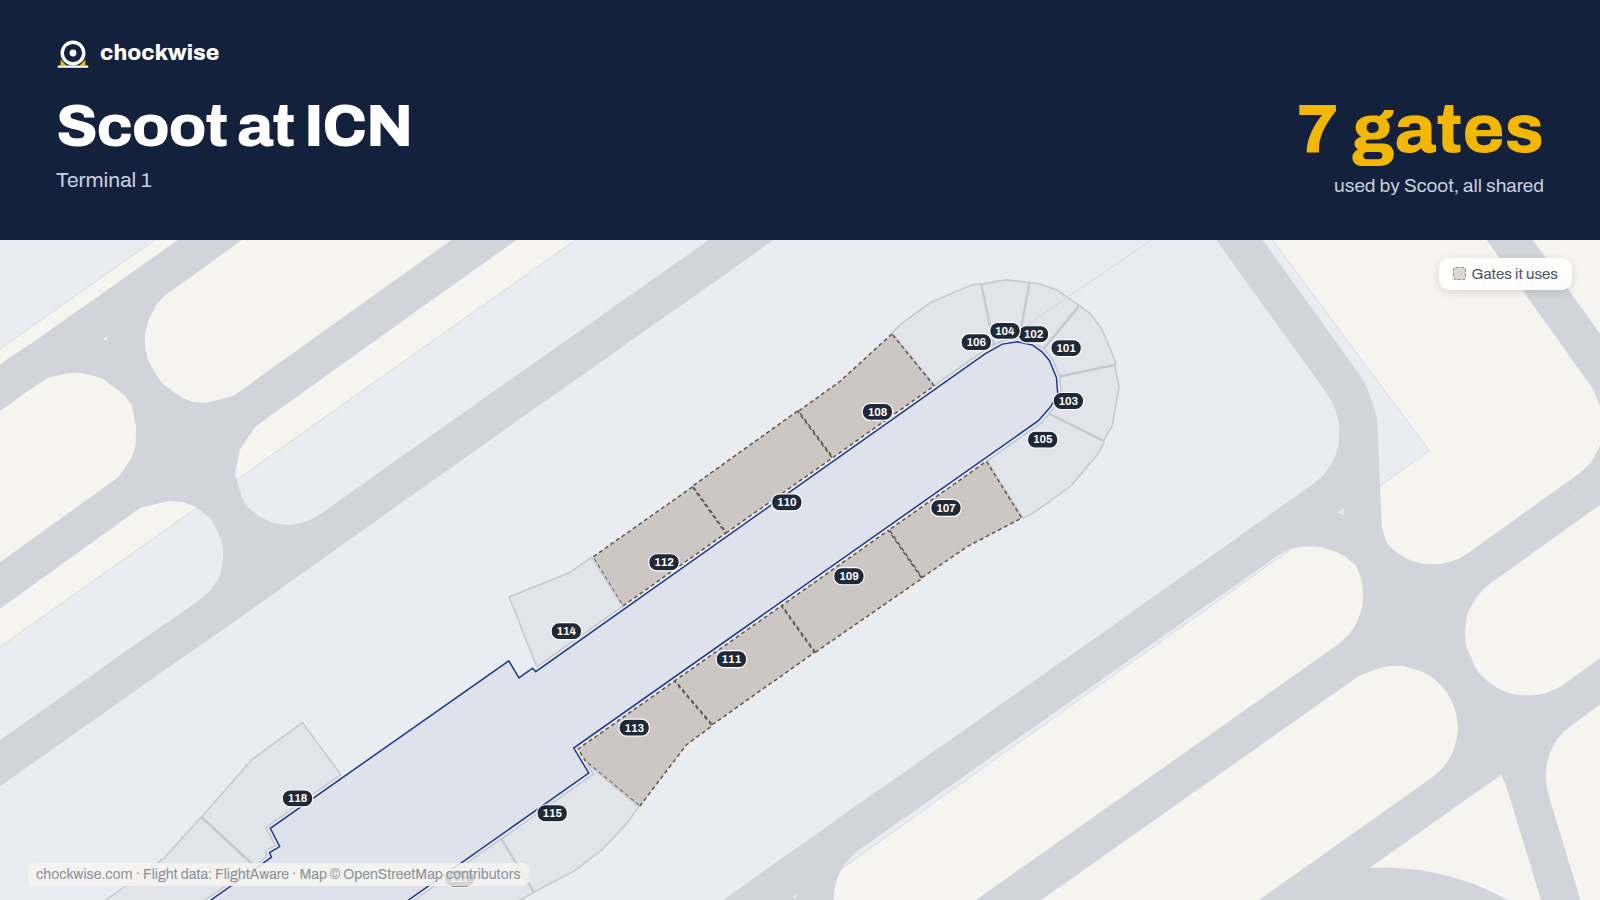 chockwise
Scoot at ICN
Terminal 1
7 gates
used by Scoot, all shared
Gates it uses
104
102
106
101
103
108
105
110
107
112
109
114
111
113
118
115
chockwise.com · Flight data: FlightAware · Map © OpenStreetMap contributors